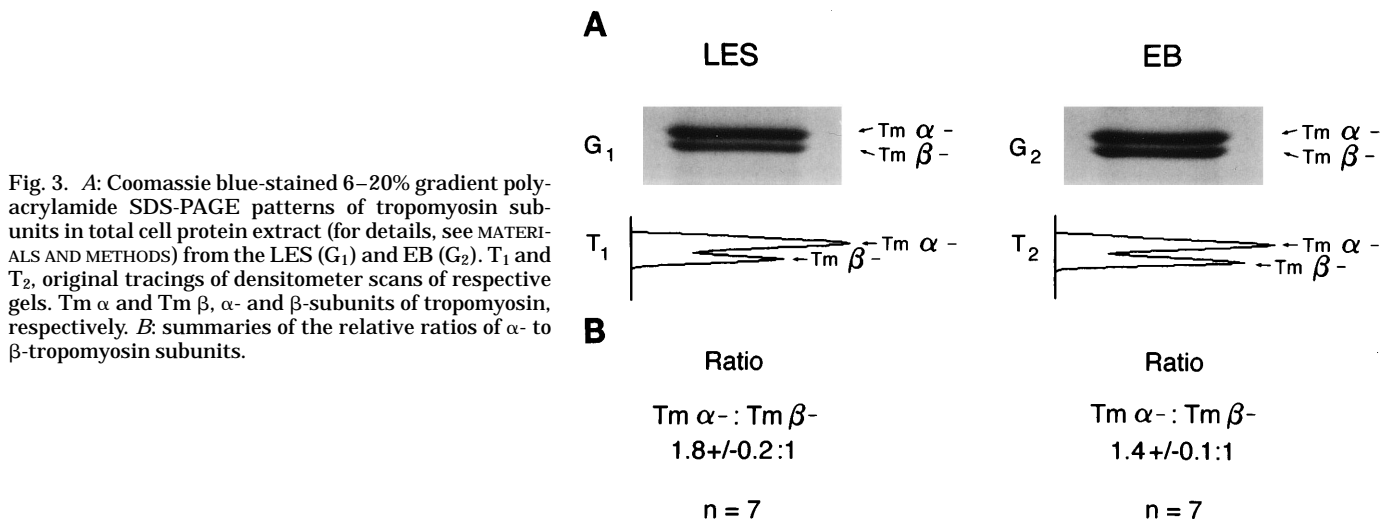 Fig. 3. A: Coomassie blue-stained 6–20% gradient poly-
acrylamide SDS-PAGE patterns of tropomyosin sub-
units in total cell protein extract (for details, see MATERI-
ALS AND METHODS) from the LES (G1) and EB (G2). T1 and
T2, original tracings of densitometer scans of respective
gels. Tm α and Tm β, α- and β-subunits of tropomyosin,
respectively. B: summaries of the relative ratios of α- to
β-tropomyosin subunits.
A
LES
G1
Tm α -
Tm β -
T1
Tm α -
Tm β -
EB
G2
Tm α -
Tm β -
T2
Tm α -
Tm β -
B
Ratio
Tm α- : Tm β-
1.8+/-0.2:1
n = 7
Ratio
Tm α- : Tm β-
1.4+/-0.1:1
n = 7